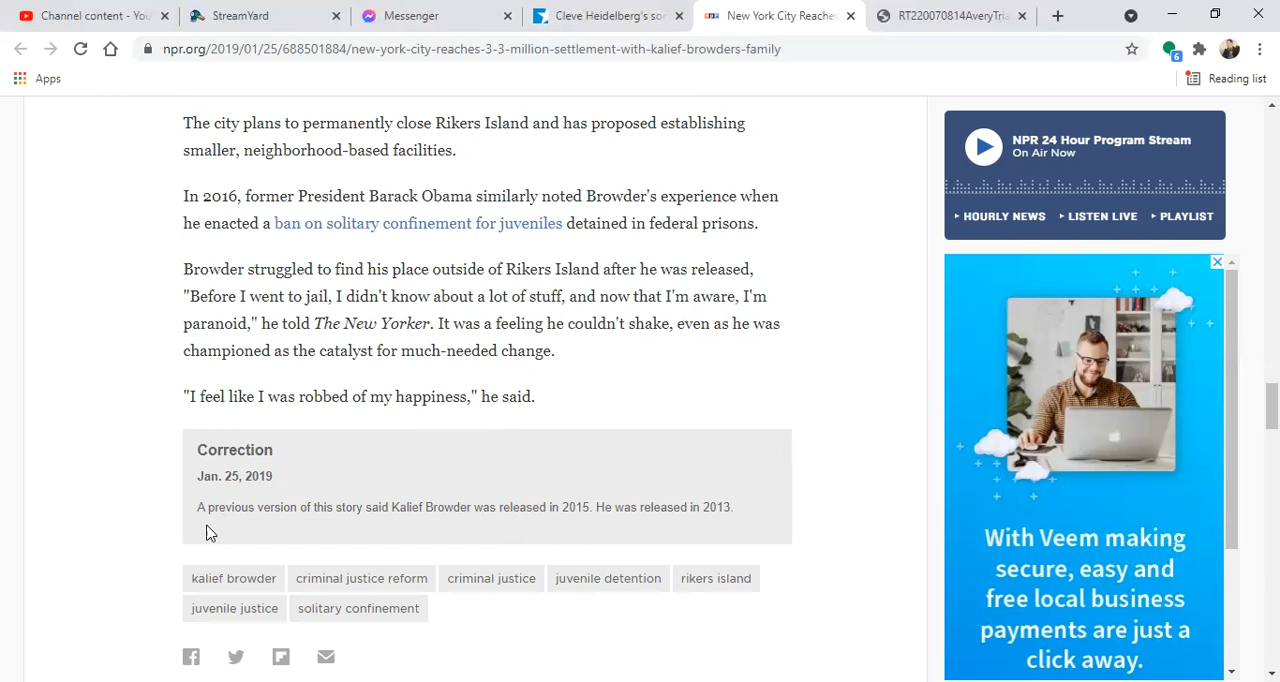 Channel content - You
StreamYard
Messenger
Cleve Heidelberg's so
New York City Reache
RT220070814AveryTria
npr.org/2019/01/25/688501884/new-york-city-reaches-3-3-million-settlement-with-kalief-browders-family
6
Apps
Reading list
The city plans to permanently close Rikers Island and has proposed establishing
smaller, neighborhood-based facilities.
In 2016, former President Barack Obama similarly noted Browder's experience when
he enacted a ban on solitary confinement for juveniles detained in federal prisons.
Browder struggled to find his place outside of Rikers Island after he was released,
"Before I went to jail, I didn't know about a lot of stuff, and now that I'm aware, I'm
paranoid," he told The New Yorker. It was a feeling he couldn't shake, even as he was
championed as the catalyst for much-needed change.
"I feel like I was robbed of my happiness," he said.
Correction
Jan. 25, 2019
A previous version of this story said Kalief Browder was released in 2015. He was released in 2013.
kalief browder
criminal justice reform
criminal justice
juvenile detention
rikers island
juvenile justice
solitary confinement
NPR 24 Hour Program Stream
On Air Now
HOURLY NEWS
LISTEN LIVE
PLAYLIST
With Veem making
secure, easy and
free local business
payments are just a
click away.